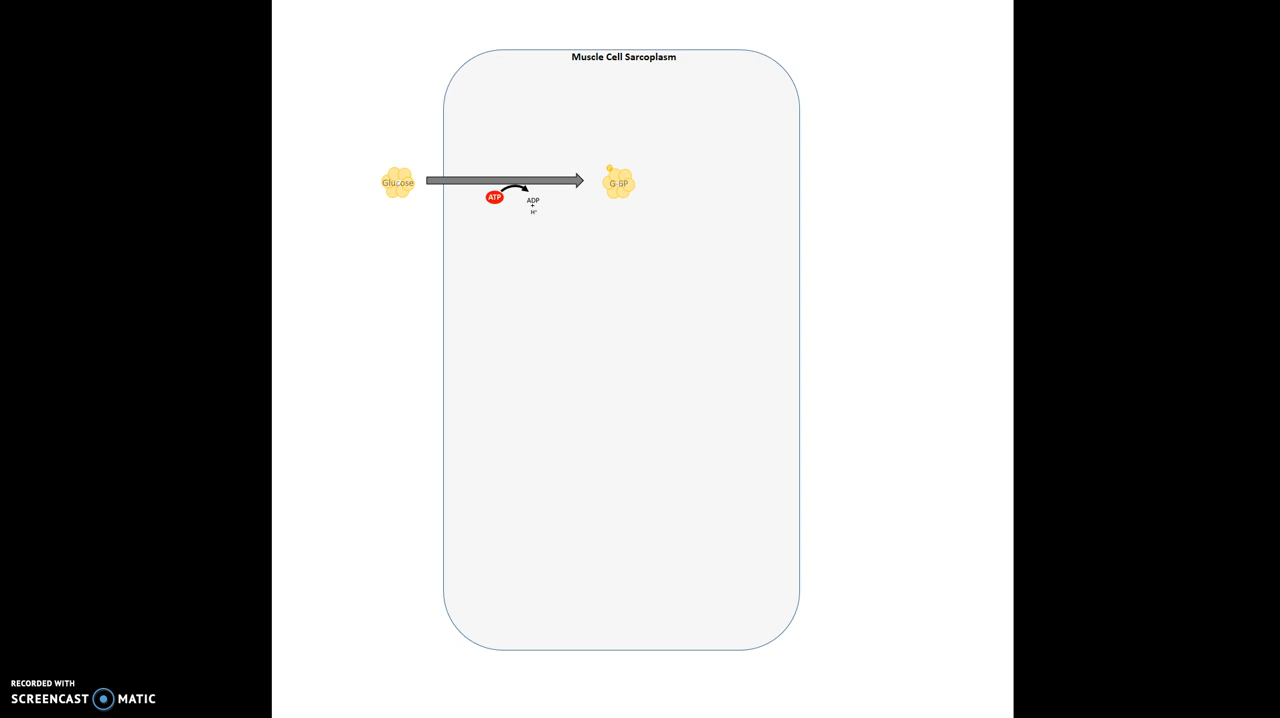 Muscle Cell Sarcoplasm
Glucose
G-6P
ATP
ADP
+
H⁺
RECORDED WITH
SCREENCAST MATIC